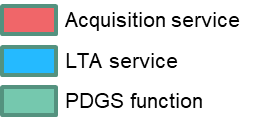 Acquisition service
LTA service
PDGS function